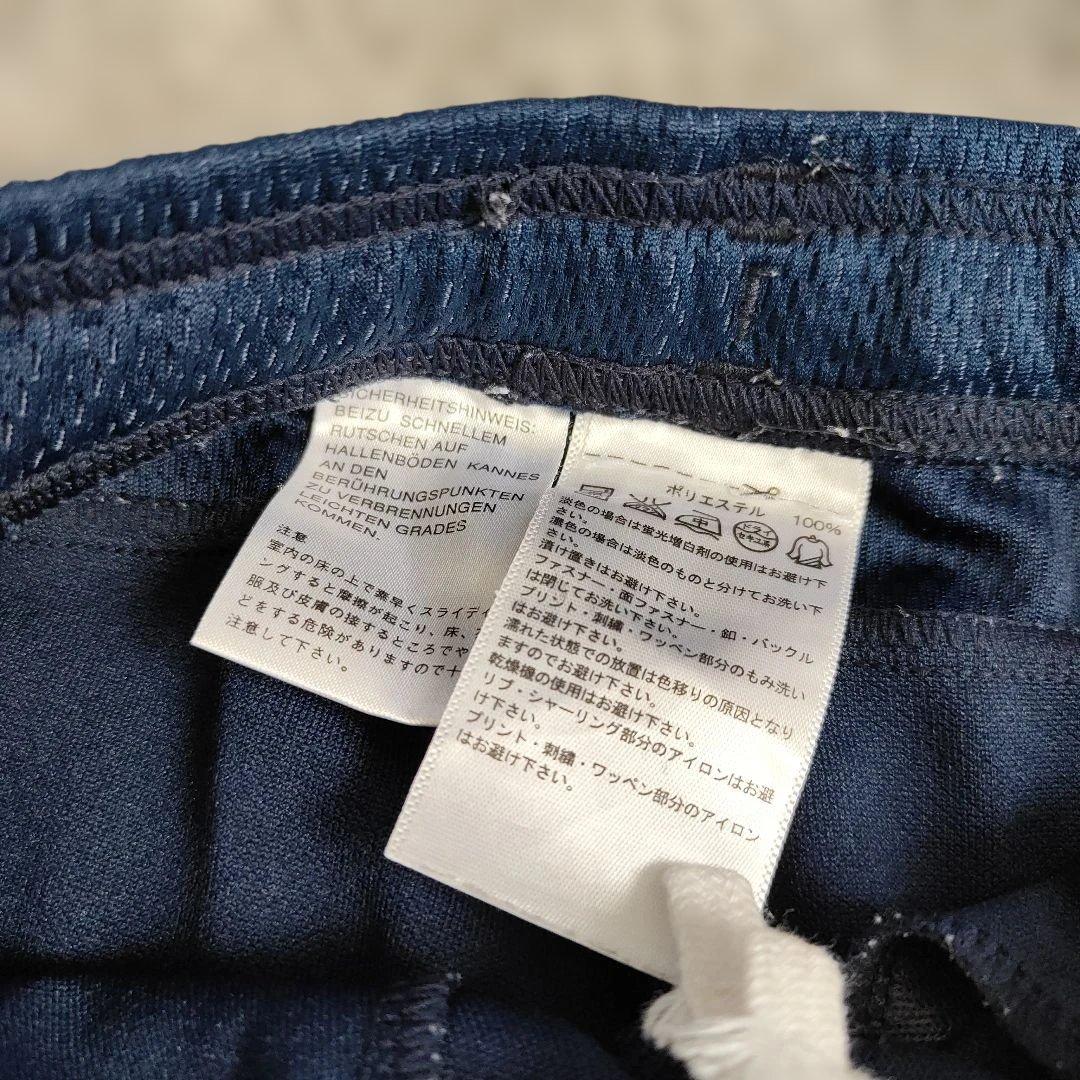 SICHERHEITSHINWEIS:
BEIZU SCHNELLEM
RUTSCHEN AUF
HALLENBÖDEN KANNES
AN DEN
BERÜHRUNGSPUNKTEN
ZU VERBRENNUNGEN
LEICHTEN GRADES
KOMMEN.
注意
室内の床の上で素早くスライディ
ングすると摩擦が起こり、床、
服及び皮膚の接するところでや
どをする危険がありますので十
注意して下さい。
ポリエステル 100%
ドライ
セキユ系
淡色の場合は蛍光増白剤の使用はお避け下
さい。
濃色の場合は淡色のものと分けてお洗い下
さい。
漬け置きはお避け下さい。
ファスナー・面ファスナー・釦・バックル
は閉じてお洗い下さい。
プリント・刺繍・ワッペン部分のもみ洗い
はお避け下さい。
濡れた状態での放置は色移りの原因となり
ますのでお避け下さい。
乾燥機の使用はお避け下さい。
リブ・シャーリング部分のアイロンはお避
け下さい。
プリント・刺繍・ワッペン部分のアイロン
はお避け下さい。